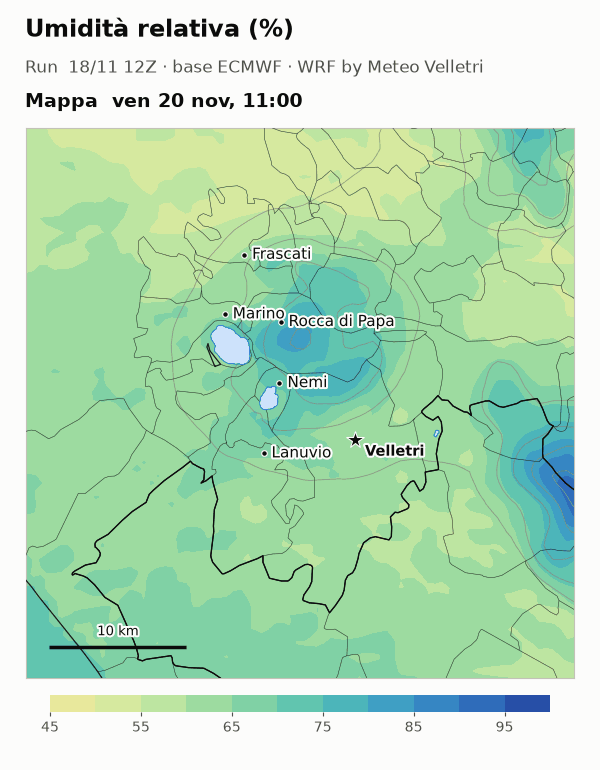 Umidità relativa (%)
Run  18/11 12Z · base ECMWF · WRF by Meteo Velletri
Mappa  ven 20 nov, 11:00
Frascati
Marino
Rocca di Papa
Nemi
Velletri
Lanuvio
10 km
45 55 65 75 85 95